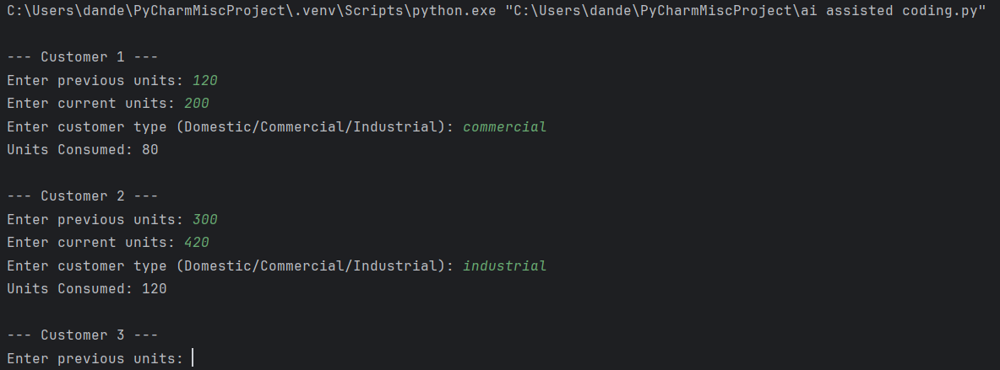 C:\Users\dande\PyCharmMiscProject\.venv\Scripts\python.exe "C:\Users\dande\PyCharmMiscProject\ai assisted coding.py"
--- Customer 1 ---
Enter previous units: 120
Enter current units: 200
Enter customer type (Domestic/Commercial/Industrial): commercial
Units Consumed: 80
--- Customer 2 ---
Enter previous units: 300
Enter current units: 420
Enter customer type (Domestic/Commercial/Industrial): industrial
Units Consumed: 120
--- Customer 3 ---
Enter previous units: